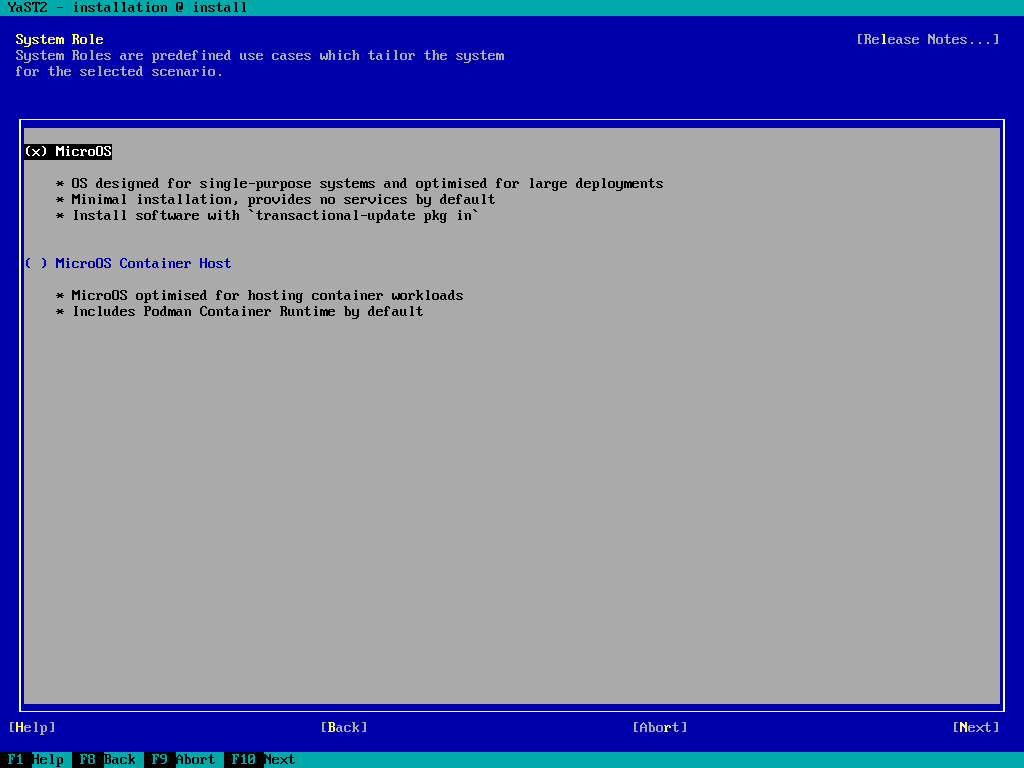 YaST2 - installation @ install
System Role
[Release Notes...]
System Roles are predefined use cases which tailor the system
for the selected scenario.
(x) MicroOS
* OS designed for single-purpose systems and optimised for large deployments
* Minimal installation, provides no services by default
* Install software with `transactional-update pkg in`
( ) MicroOS Container Host
* MicroOS optimised for hosting container workloads
* Includes Podman Container Runtime by default
[Help] [Back] [Abort] [Next]
F1 Help F8 Back F9 Abort F10 Next